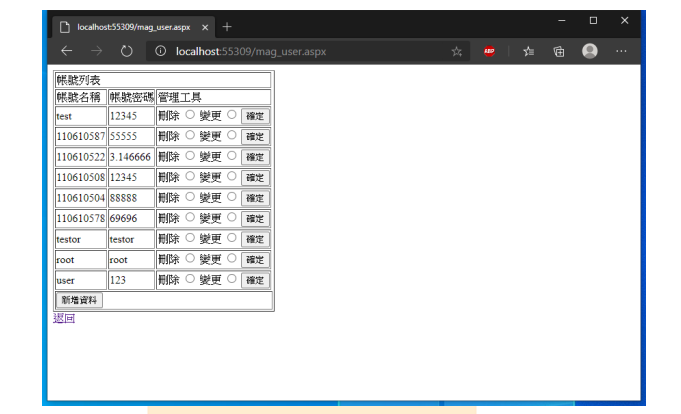 localhost:55309/mag_user.aspx
localhost:55309/mag_user.aspx
ABP
帳號列表
帳號名稱 帳號密碼 管理工具
test 12345 刪除 變更 確定
110610587 55555 刪除 變更 確定
110610522 3.146666 刪除 變更 確定
110610508 12345 刪除 變更 確定
110610504 88888 刪除 變更 確定
110610578 69696 刪除 變更 確定
testor testor 刪除 變更 確定
root root 刪除 變更 確定
user 123 刪除 變更 確定
新增資料
返回